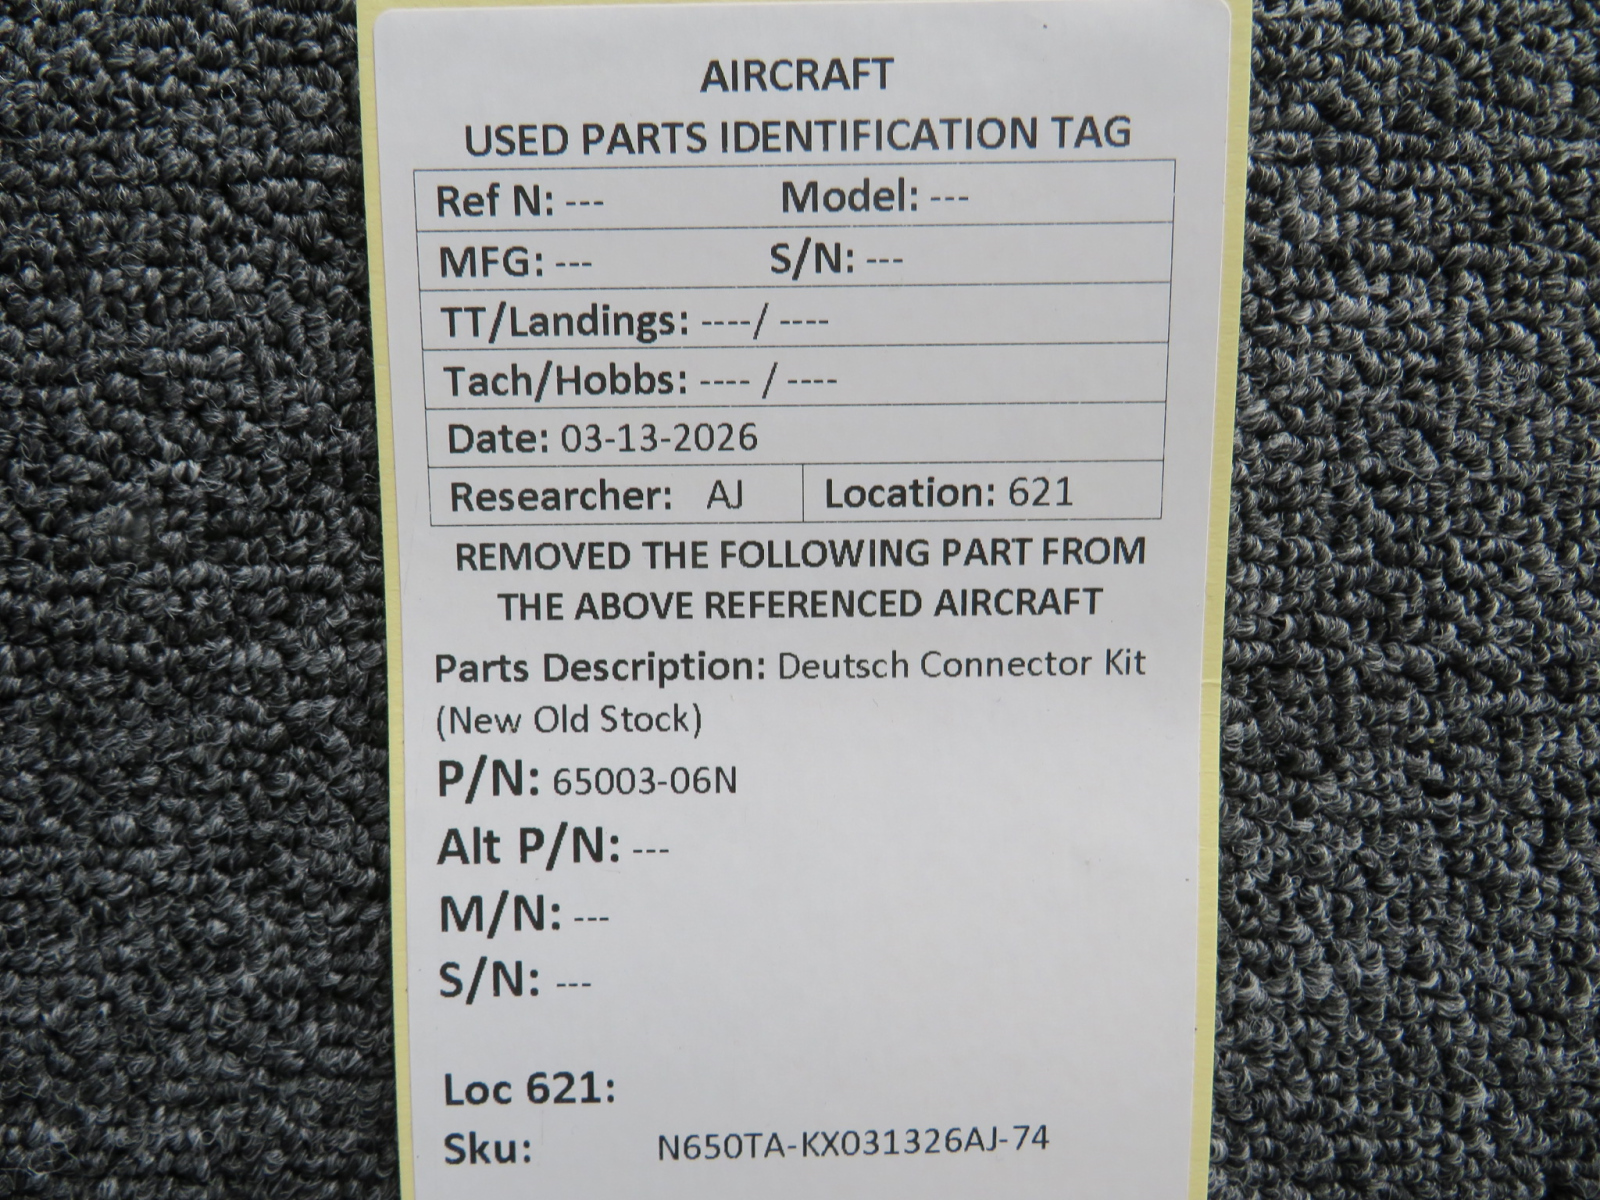 AIRCRAFT
USED PARTS IDENTIFICATION TAG
Ref N: --- Model: ---
MFG: --- S/N: ---
TT/Landings: ----/ ----
Tach/Hobbs: ---- / ----
Date: 03-13-2026
Researcher: AJ Location: 621
REMOVED THE FOLLOWING PART FROM
THE ABOVE REFERENCED AIRCRAFT
Parts Description: Deutsch Connector Kit
(New Old Stock)
P/N: 65003-06N
Alt P/N: ---
M/N: ---
S/N: ---
Loc 621:
Sku: N650TA-KX031326AJ-74